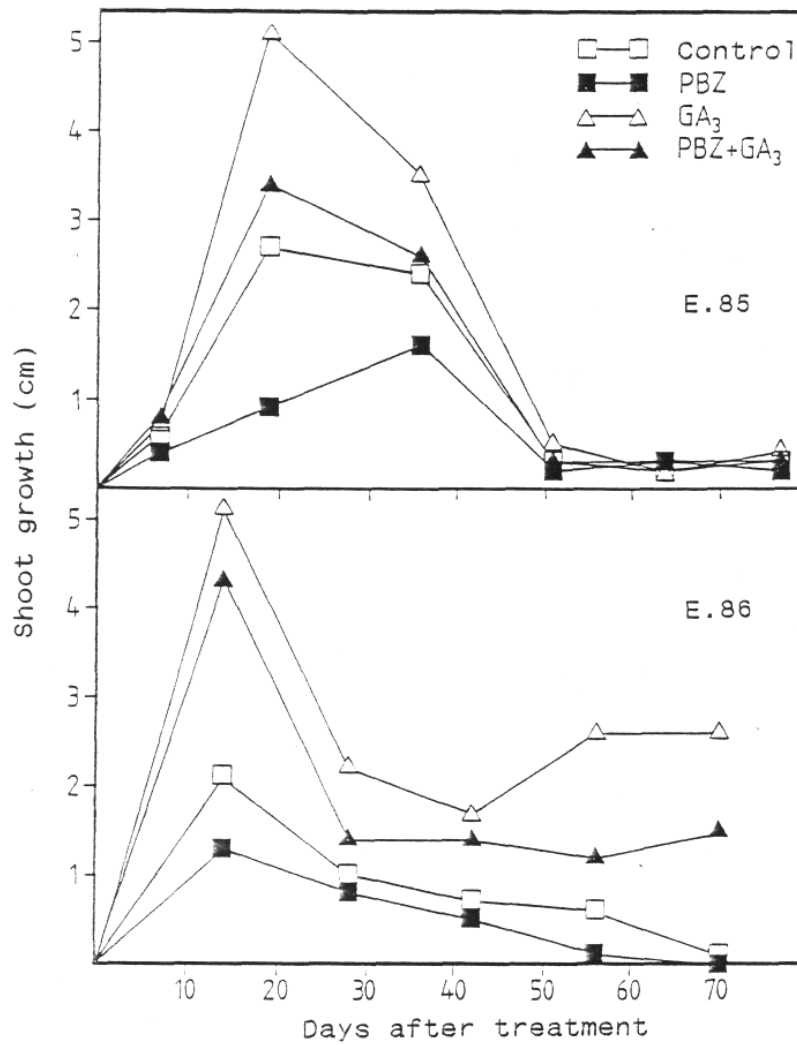 5
4
3
2
1
Control
PBZ
GA₃
PBZ+GA₃
E.85
Shoot growth (cm)
5
4
3
2
1
E.86
10 20 30 40 50 60 70
Days after treatment